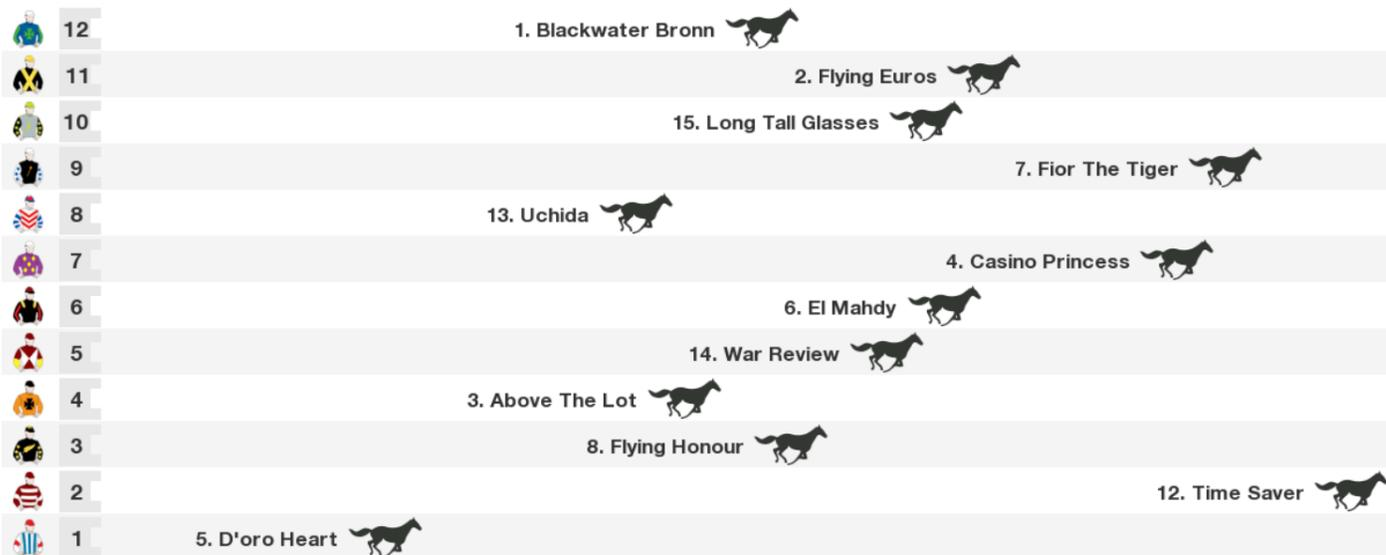 12 1. Blackwater Bronn
11 2. Flying Euros
10 15. Long Tall Glasses
9 7. Fior The Tiger
8 13. Uchida
7 4. Casino Princess
6 6. El Mahdy
5 14. War Review
4 3. Above The Lot
3 8. Flying Honour
2 12. Time Saver
1 5. D'oro Heart